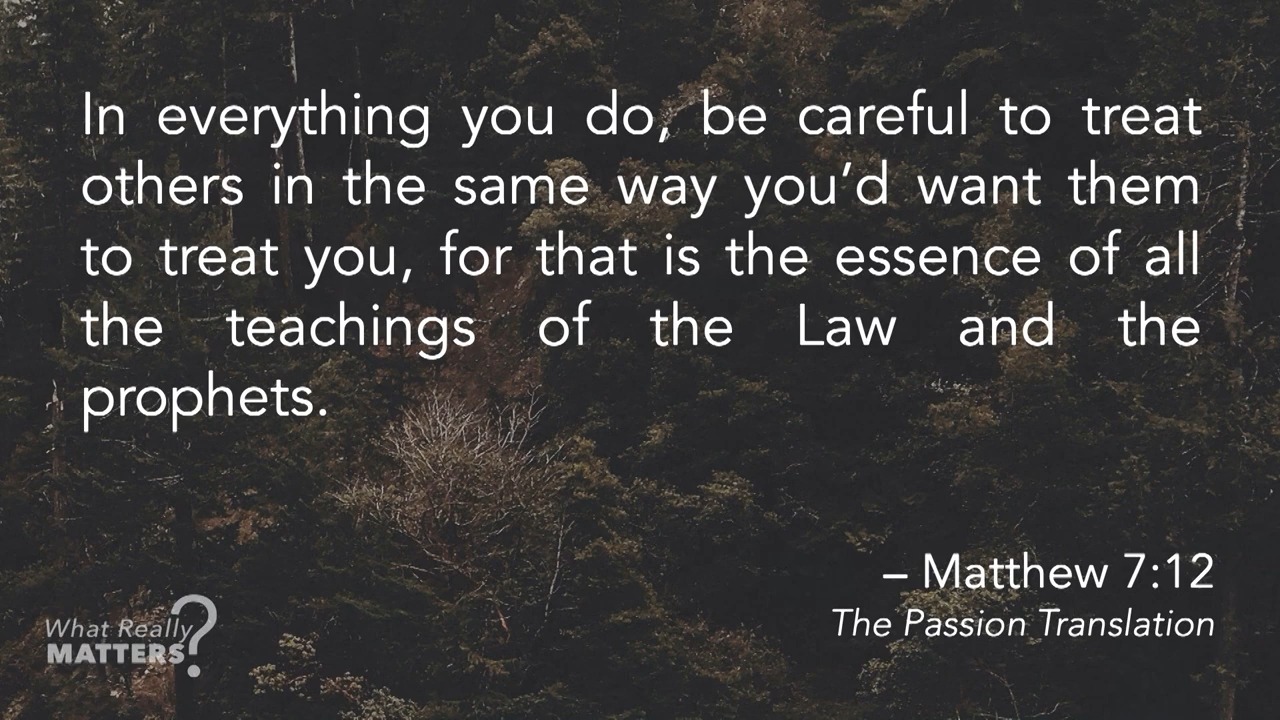 In everything you do, be careful to treat
others in the same way you’d want them
to treat you, for that is the essence of all
the teachings of the Law and the
prophets.
– Matthew 7:12
The Passion Translation
What Really
MATTERS?